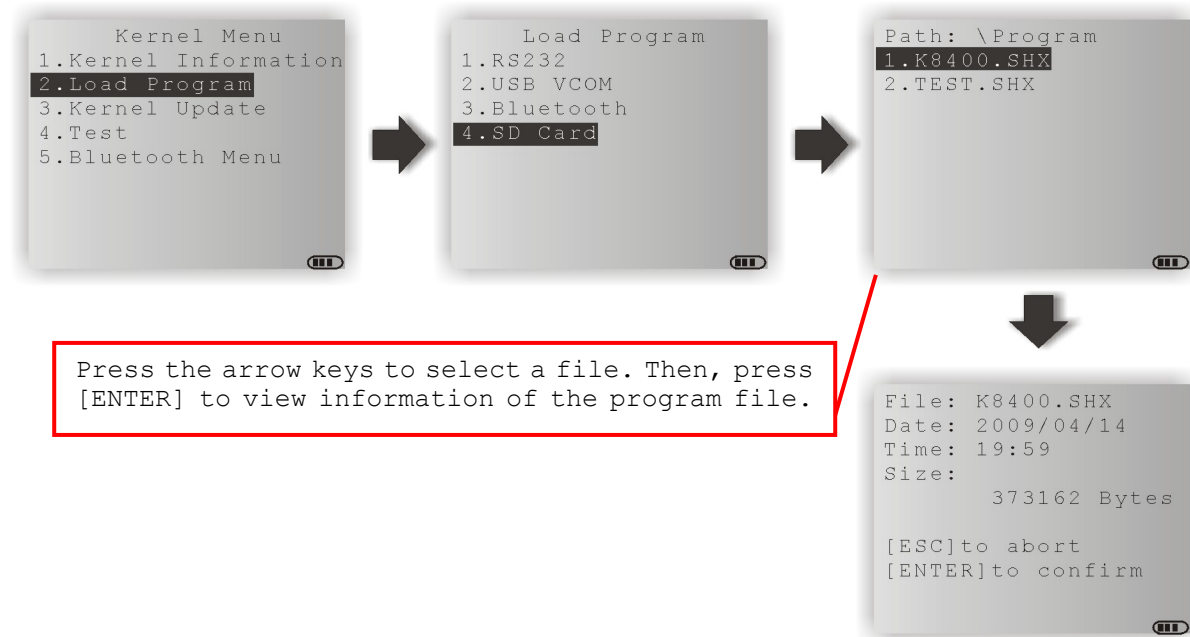 Kernel Menu
1.Kernel Information
2.Load Program
3.Kernel Update
4.Test
5.Bluetooth Menu
Load Program
1.RS232
2.USB VCOM
3.Bluetooth
4.SD Card
Path: \Program
1.K8400.SHX
2.TEST.SHX
Press the arrow keys to select a file. Then, press
[ENTER] to view information of the program file.
File: K8400.SHX
Date: 2009/04/14
Time: 19:59
Size:
373162 Bytes
[ESC]to abort
[ENTER]to confirm